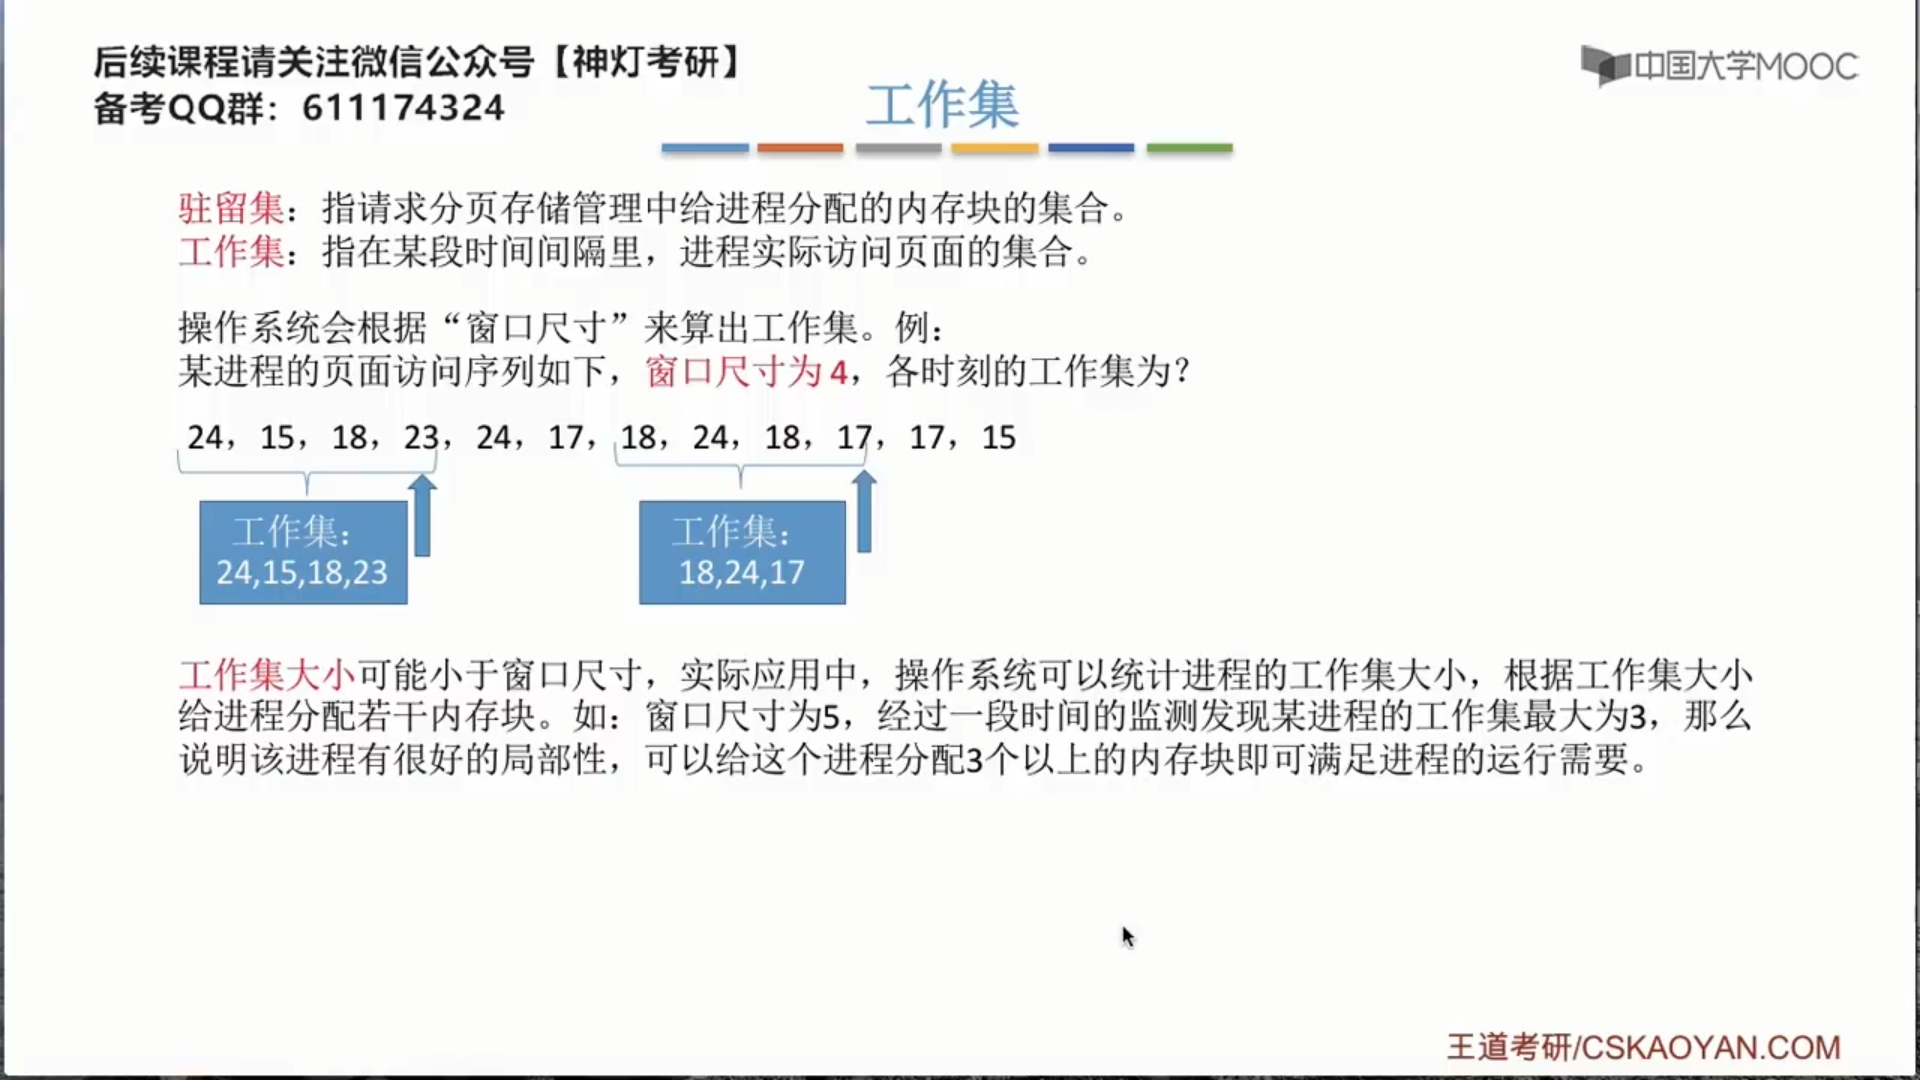 后续课程请关注微信公众号【神灯考研】
备考QQ群：611174324
中国大学MOOC
工作集
驻留集：指请求分页存储管理中给进程分配的内存块的集合。
工作集：指在某段时间间隔里，进程实际访问页面的集合。
操作系统会根据“窗口尺寸”来算出工作集。例：
某进程的页面访问序列如下，窗口尺寸为 4，各时刻的工作集为？
24，15，18，23，24，17，18，24，18，17，17，15
工作集：
24,15,18,23
工作集：
18,24,17
工作集大小可能小于窗口尺寸，实际应用中，操作系统可以统计进程的工作集大小，根据工作集大小
给进程分配若干内存块。如：窗口尺寸为5，经过一段时间的监测发现某进程的工作集最大为3，那么
说明该进程有很好的局部性，可以给这个进程分配3个以上的内存块即可满足进程的运行需要。
王道考研/CSKAOYAN.COM